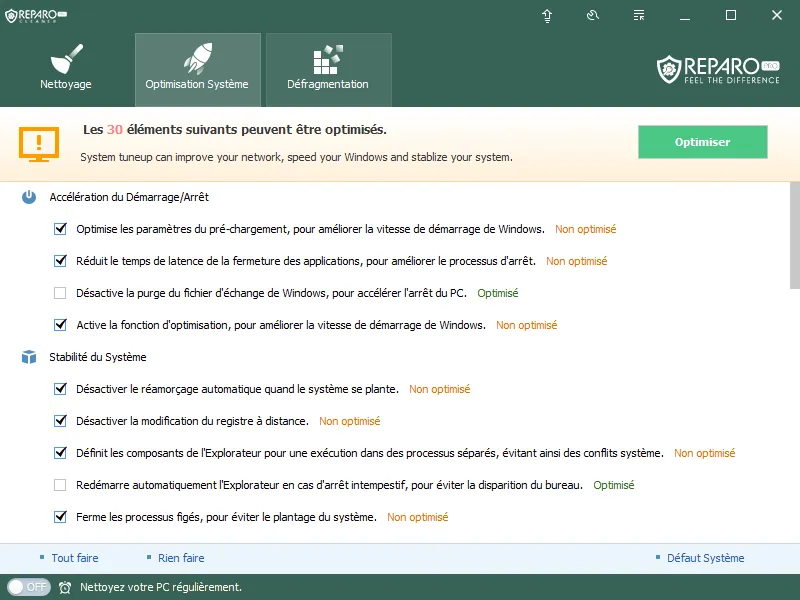 REPARO PRO
CLEANER
Nettoyage
Optimisation Système
Défragmentation
REPARO PRO
FEEL THE DIFFERENCE
Les 30 éléments suivants peuvent être optimisés.
System tuneup can improve your network, speed your Windows and stablize your system.
Optimiser
Accélération du Démarrage/Arrêt
Optimise les paramètres du pré-chargement, pour améliorer la vitesse de démarrage de Windows. Non optimisé
Réduit le temps de latence de la fermeture des applications, pour améliorer le processus d'arrêt. Non optimisé
Désactive la purge du fichier d'échange de Windows, pour accélérer l'arrêt du PC. Optimisé
Active la fonction d'optimisation, pour améliorer la vitesse de démarrage de Windows. Non optimisé
Stabilité du Système
Désactiver le réamorçage automatique quand le système se plante. Non optimisé
Désactiver la modification du registre à distance. Non optimisé
Définit les composants de l'Explorateur pour une exécution dans des processus séparés, évitant ainsi des conflits système. Non optimisé
Redémarre automatiquement l'Explorateur en cas d'arrêt intempestif, pour éviter la disparition du bureau. Optimisé
Ferme les processus figés, pour éviter le plantage du système. Non optimisé
Tout faire
Rien faire
Défaut Système
OFF
Nettoyez votre PC régulièrement.